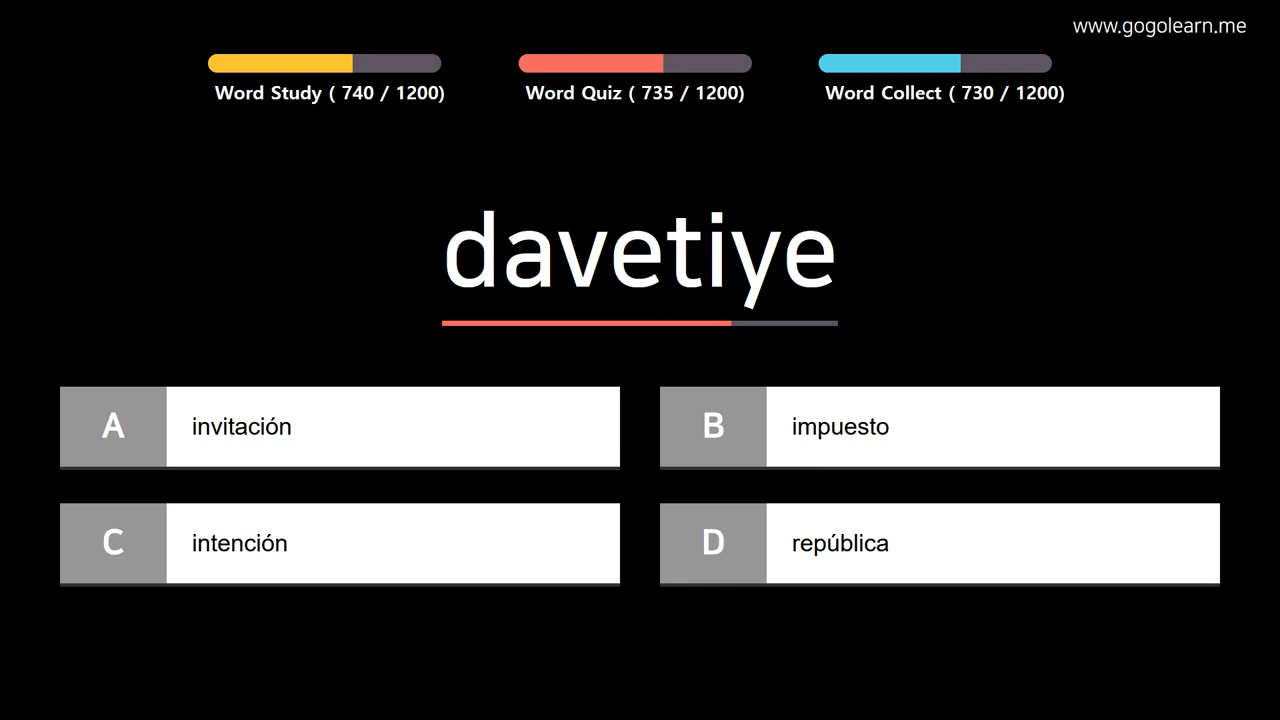 www.gogolearn.me
Word Study ( 740 / 1200)
Word Quiz ( 735 / 1200)
Word Collect ( 730 / 1200)
davetiye
A invitación
B impuesto
C intención
D república